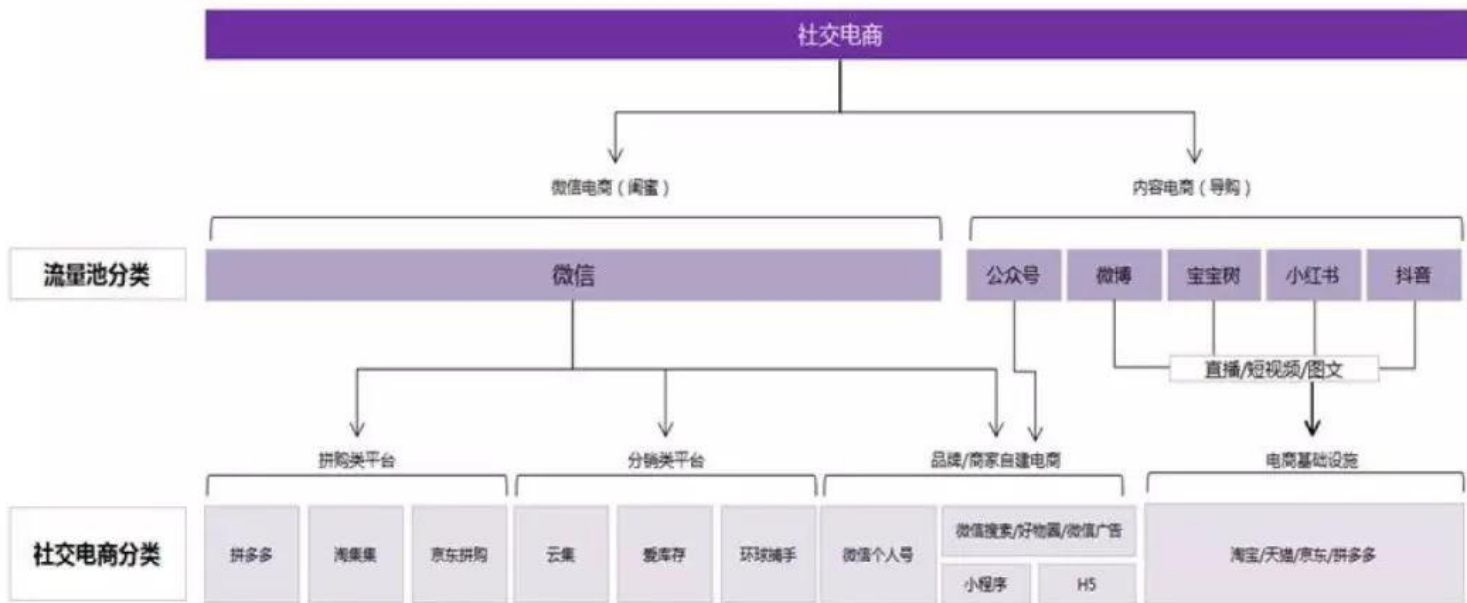 社交电商
微信电商（闺蜜）
内容电商（导购）
流量池分类
微信
公众号
微博
宝宝树
小红书
抖音
直播/短视频/图文
拼购类平台
分销类平台
品牌/商家自建电商
电商基础设施
社交电商分类
拼多多
淘集集
京东拼购
云集
爱库存
环球捕手
微信个人号
微信搜素/好物圈/微信广告
小程序
H5
淘宝/天猫/京东/拼多多